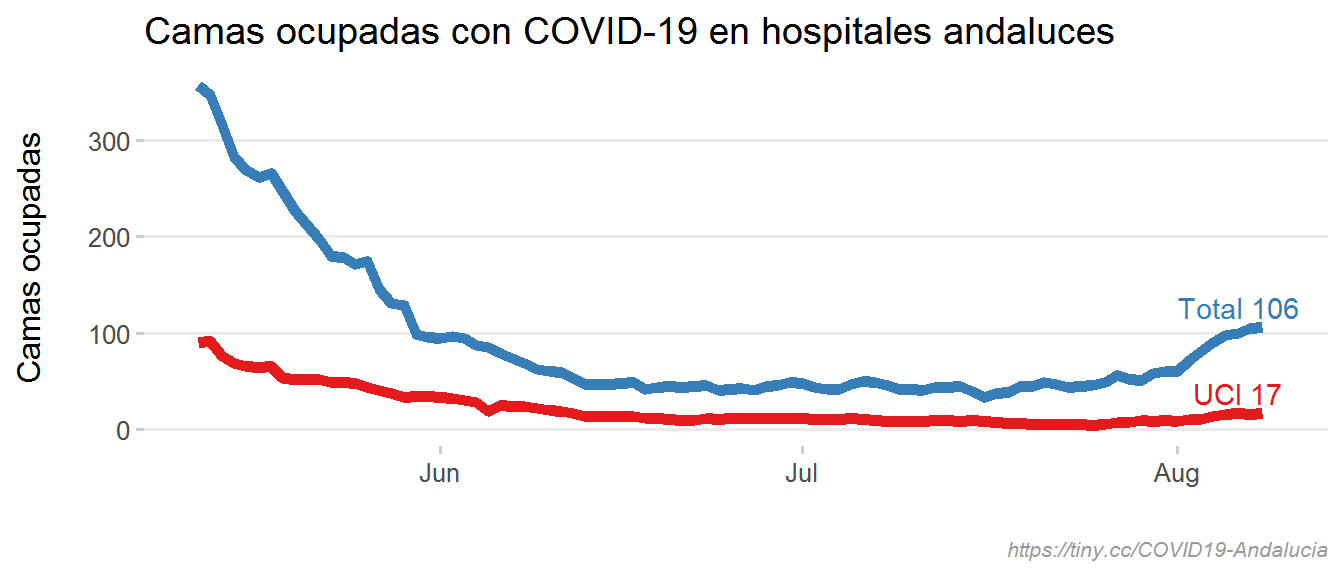 Camas ocupadas con COVID-19 en hospitales andaluces
Camas ocupadas
300
200
100
0
Total 106
UCI 17
Jun
Jul
Aug
https://tiny.cc/COVID19-Andalucia